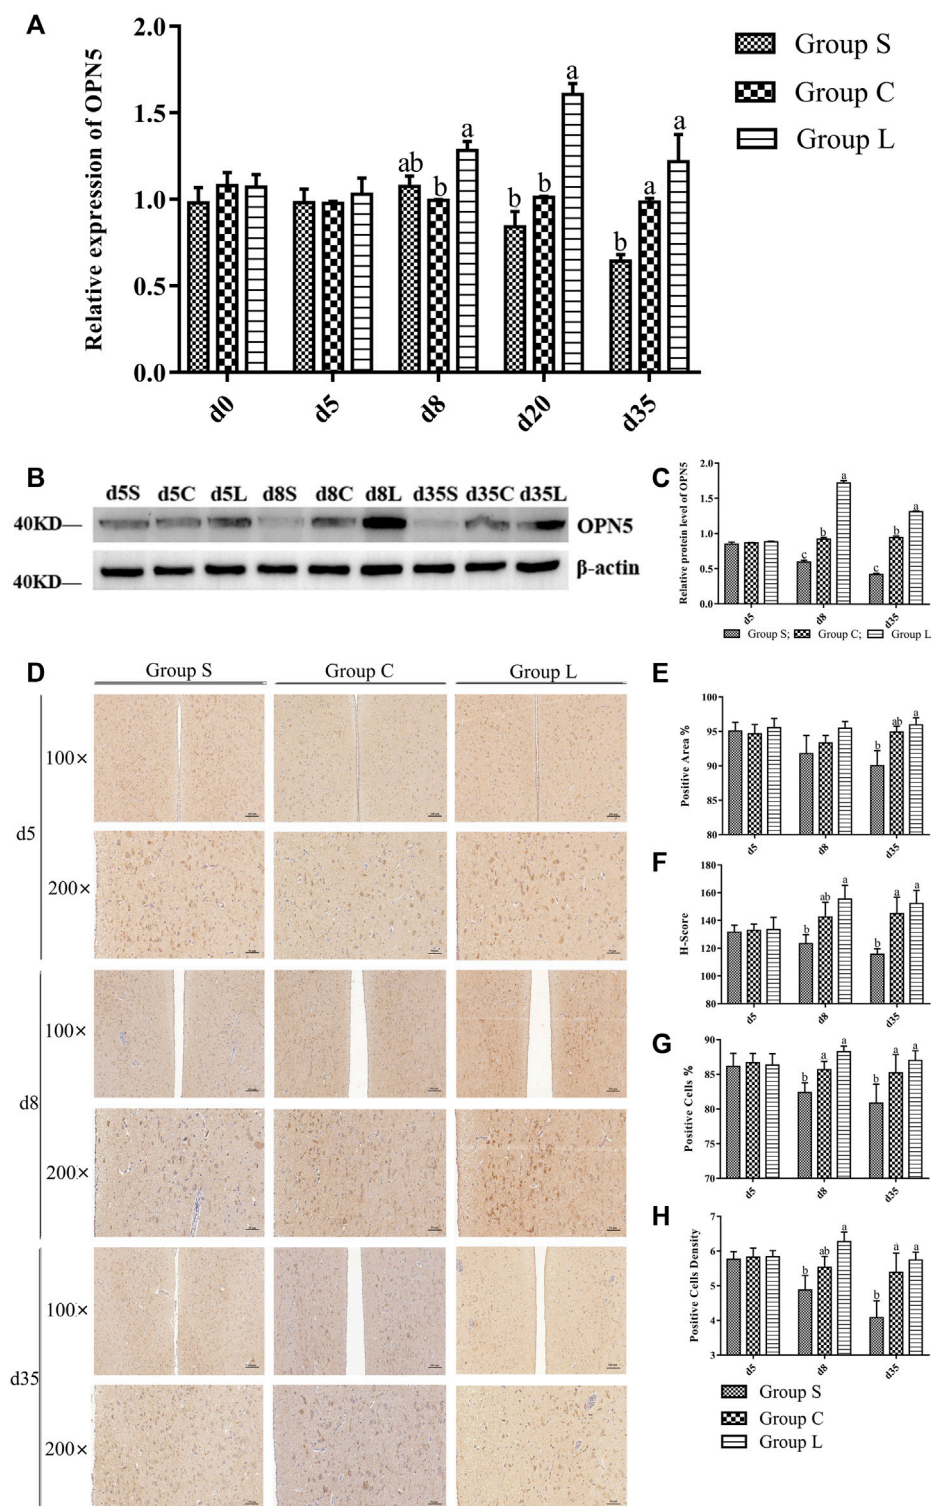 A
Relative expression of OPN5
2.0
1.5
1.0
0.5
0.0
ab
b
a
b
b
a
b
a
a
d0
d5
d8
d20
d35
Group S
Group C
Group L
B
d5S d5C d5L d8S d8C d8L d35S d35C d35L
40KD
OPN5
40KD
β-actin
C
Relative protein level of OPN5
2.0
1.5
1.0
0.5
0.0
c
b
a
c
b
a
d5
d8
d35
Group S; Group C; Group L
D
Group S
Group C
Group L
d5
100×
200×
d8
100×
200×
d35
100×
200×
E
Positive Area %
100
95
90
85
80
b
ab
a
d5
d8
d35
F
H-Score
180
160
140
120
100
80
b
ab
a
b
a
a
d5
d8
d35
G
Positive Cells %
90
85
80
75
70
b
a
a
b
a
a
d5
d8
d35
H
Positive Cells Density
7
6
5
4
3
b
ab
a
b
a
a
d5
d8
d35
Group S
Group C
Group L